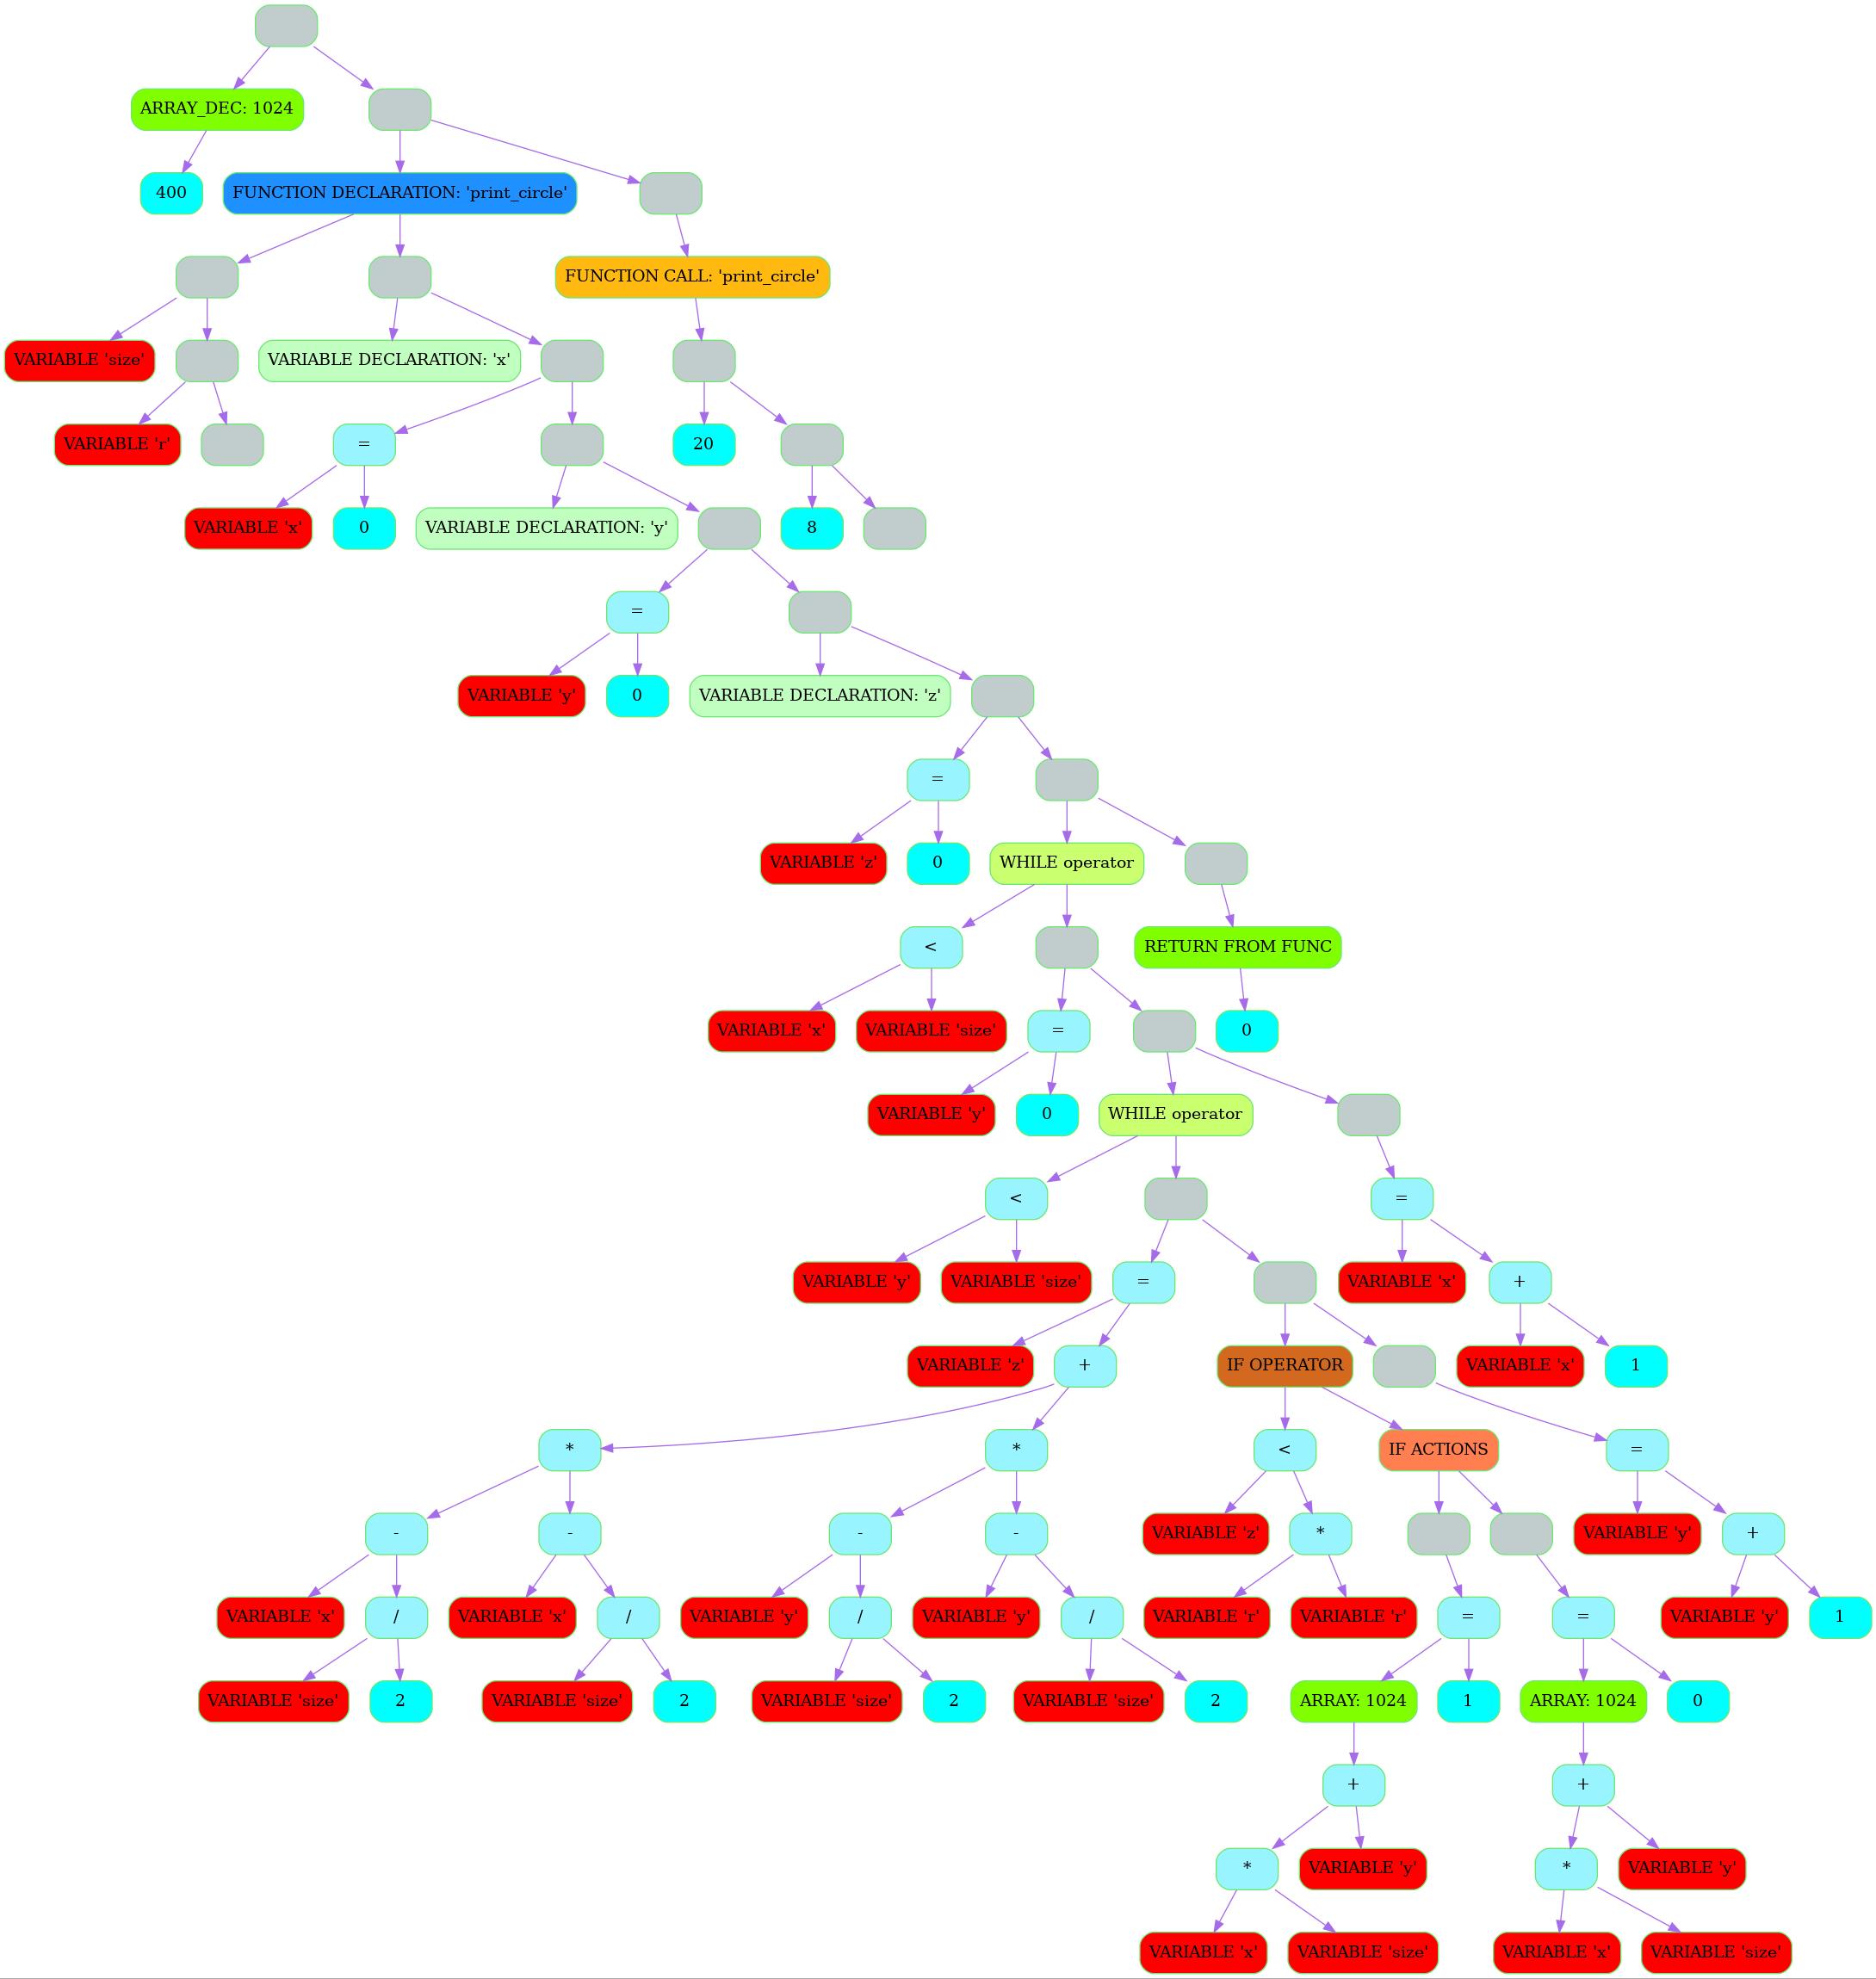 ARRAY_DEC: 1024
400
FUNCTION DECLARATION: 'print_circle'
FUNCTION CALL: 'print_circle'
VARIABLE 'size'
VARIABLE DECLARATION: 'x'
VARIABLE 'r'
=
20
VARIABLE 'x'
0
VARIABLE DECLARATION: 'y'
8
=
VARIABLE 'y'
0
VARIABLE DECLARATION: 'z'
=
VARIABLE 'z'
0
WHILE operator
<
RETURN FROM FUNC
VARIABLE 'x'
VARIABLE 'size'
=
0
VARIABLE 'y'
0
WHILE operator
<
=
VARIABLE 'y'
VARIABLE 'size'
=
VARIABLE 'x'
+
VARIABLE 'z'
+
IF OPERATOR
VARIABLE 'x'
1
*
*
<
IF ACTIONS
=
-
-
-
-
VARIABLE 'z'
*
VARIABLE 'y'
+
VARIABLE 'x'
/
VARIABLE 'x'
/
VARIABLE 'y'
/
VARIABLE 'y'
/
VARIABLE 'r'
VARIABLE 'r'
=
=
VARIABLE 'y'
1
VARIABLE 'size'
2
VARIABLE 'size'
2
VARIABLE 'size'
2
VARIABLE 'size'
2
ARRAY: 1024
1
ARRAY: 1024
0
+
+
*
VARIABLE 'y'
*
VARIABLE 'y'
VARIABLE 'x'
VARIABLE 'size'
VARIABLE 'x'
VARIABLE 'size'